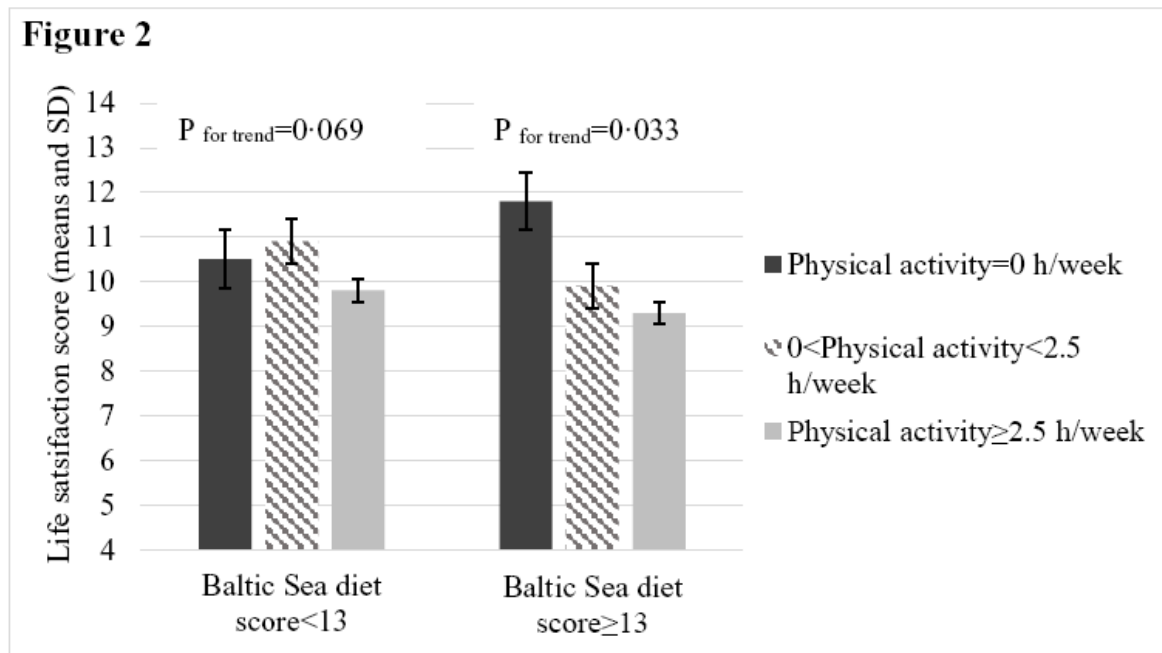 Figure 2
Life satsifaction score (means and SD)
14
13
12
11
10
9
8
7
6
5
4
P for trend=0·069
P for trend=0·033
Baltic Sea diet
score<13
Baltic Sea diet
score≥13
Physical activity=0 h/week
0<Physical activity<2.5
h/week
Physical activity≥2.5 h/week